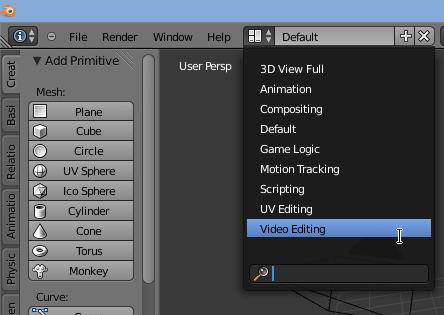 File Render Window Help Default
Add Primitive
User Persp
Mesh:
Plane
Cube
Circle
UV Sphere
Ico Sphere
Cylinder
Cone
Torus
Monkey
Curve:
Creat
Basi
Relatio
Animatio
Physic
3D View Full
Animation
Compositing
Default
Game Logic
Motion Tracking
Scripting
UV Editing
Video Editing